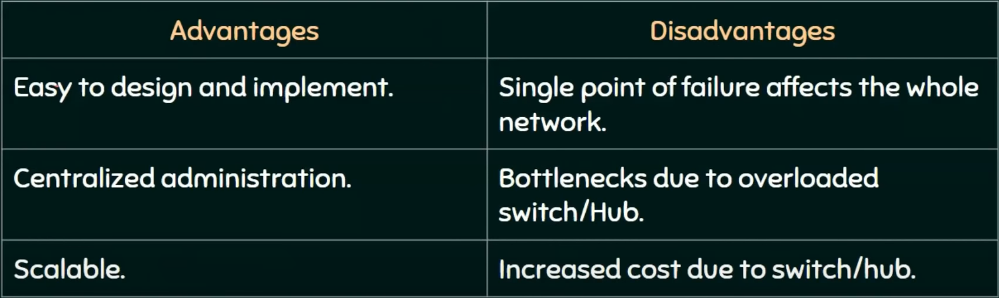 Advantages
Disadvantages
Easy to design and implement.
Single point of failure affects the whole
network.
Centralized administration.
Bottlenecks due to overloaded
switch/Hub.
Scalable.
Increased cost due to switch/hub.